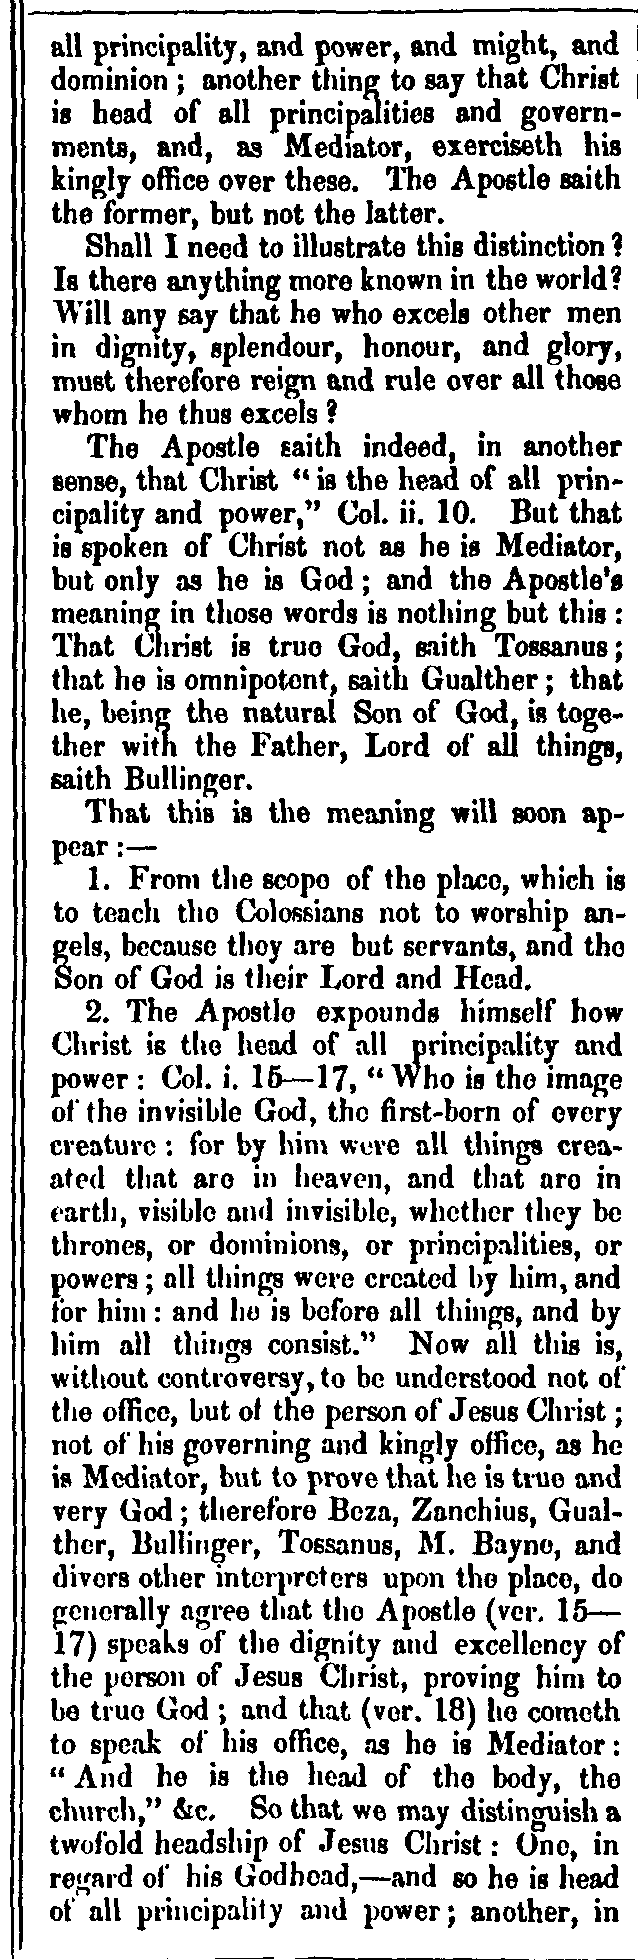 all principality, and power, and might, and
dominion ; another thing to say that Christ
is head of all principalities and govern-
ments, and, as Mediator, exerciseth his
kingly office over these. The Apostle saith
the former, but not the latter.
Shall I need to illustrate this distinction ?
Is there anything more known in the world?
Will any say that he who excels other men
in dignity, splendour, honour, and glory,
must therefore reign and rule over all those
whom he thus excels ?
The Apostle saith indeed, in another
sense, that Christ “ is the head of all prin-
cipality and power,” Col. ii. 10. But that
is spoken of Christ not as he is Mediator,
but only as he is God ; and the Apostle's
meaning in those words is nothing but this :
That Christ is true God, saith Tossanus ;
that he is omnipotent, saith Gualther ; that
he, being the natural Son of God, is toge-
ther with the Father, Lord of all things,
saith Bullinger.
That this is the meaning will soon ap-
pear :—
1. From the scope of the place, which is
to teach the Colossians not to worship an-
gels, because they are but servants, and the
Son of God is their Lord and Head.
2. The Apostle expounds himself how
Christ is the head of all principality and
power : Col. i. 15—17, “ Who is the image
of the invisible God, the first-born of every
creature : for by him were all things crea-
ated that are in heaven, and that are in
earth, visible and invisible, whether they be
thrones, or dominions, or principalities, or
powers ; all things were created by him, and
for him : and he is before all things, and by
him all things consist.” Now all this is,
without controversy, to be understood not of
the office, but of the person of Jesus Christ ;
not of his governing and kingly office, as he
is Mediator, but to prove that he is true and
very God ; therefore Beza, Zanchius, Gual-
ther, Bullinger, Tossanus, M. Bayne, and
divers other interpreters upon the place, do
generally agree that the Apostle (ver. 15—
17) speaks of the dignity and excellency of
the person of Jesus Christ, proving him to
be true God ; and that (ver. 18) he cometh
to speak of his office, as he is Mediator :
“ And he is the head of the body, the
church,” &c. So that we may distinguish a
twofold headship of Jesus Christ : One, in
regard of his Godhead,—and so he is head
of all principality and power ; another, in